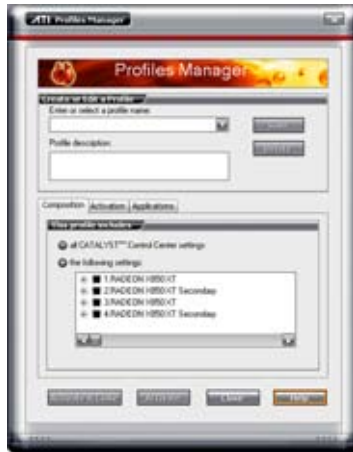 ATI Profiles Manager
Profiles Manager
Create or Edit a Profile
Enter or select a profile name:
Profile description:
Composition Activation Applications
This profile includes
all CATALYST™ Control Center settings
the following settings:
1.RADEON X850 XT
2.RADEON X850 XT Secondary
3.RADEON X850 XT
4.RADEON X850 XT Secondary
Close Help